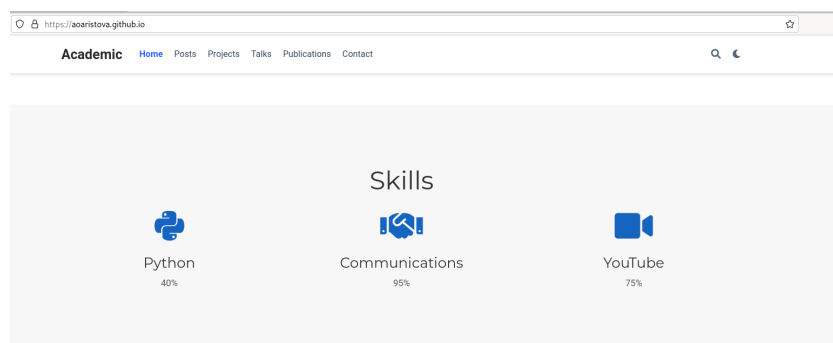 https://aoaristova.github.io
Academic Home Posts Projects Talks Publications Contact
Skills
Python Communications YouTube
40% 95% 75%